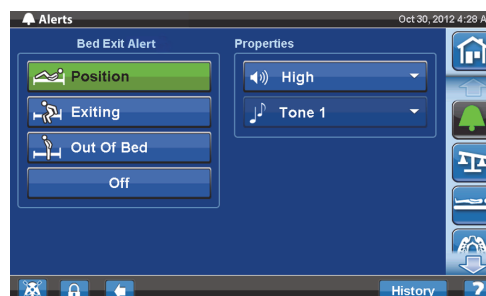 Alerts
Oct 30, 2012 4:28 A
Bed Exit Alert
Properties
Position
High
Exiting
Tone 1
Out Of Bed
Off
History
?